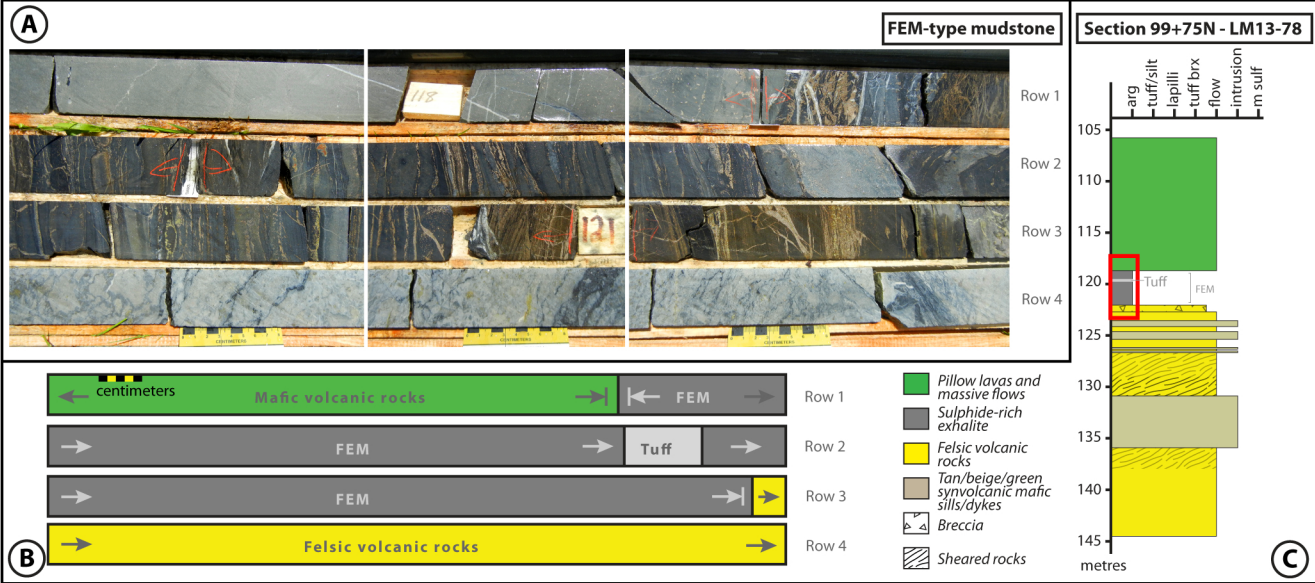 A
FEM-type mudstone
Row 1
Row 2
Row 3
Row 4
118
121
CENTIMETERS
CENTIMETERS
CENTIMETERS
B
centimeters
Mafic volcanic rocks
FEM
Row 1
FEM
Tuff
Row 2
FEM
Row 3
Felsic volcanic rocks
Row 4
Pillow lavas and
massive flows
Sulphide-rich
exhalite
Felsic volcanic
rocks
Tan/beige/green
synvolcanic mafic
sills/dykes
Breccia
Sheared rocks
Section 99+75N - LM13-78
arg
tuff/silt
lapilli
tuff brx
flow
intrusion
m sulf
105
110
115
120
125
130
135
140
145
metres
Tuff
FEM
C